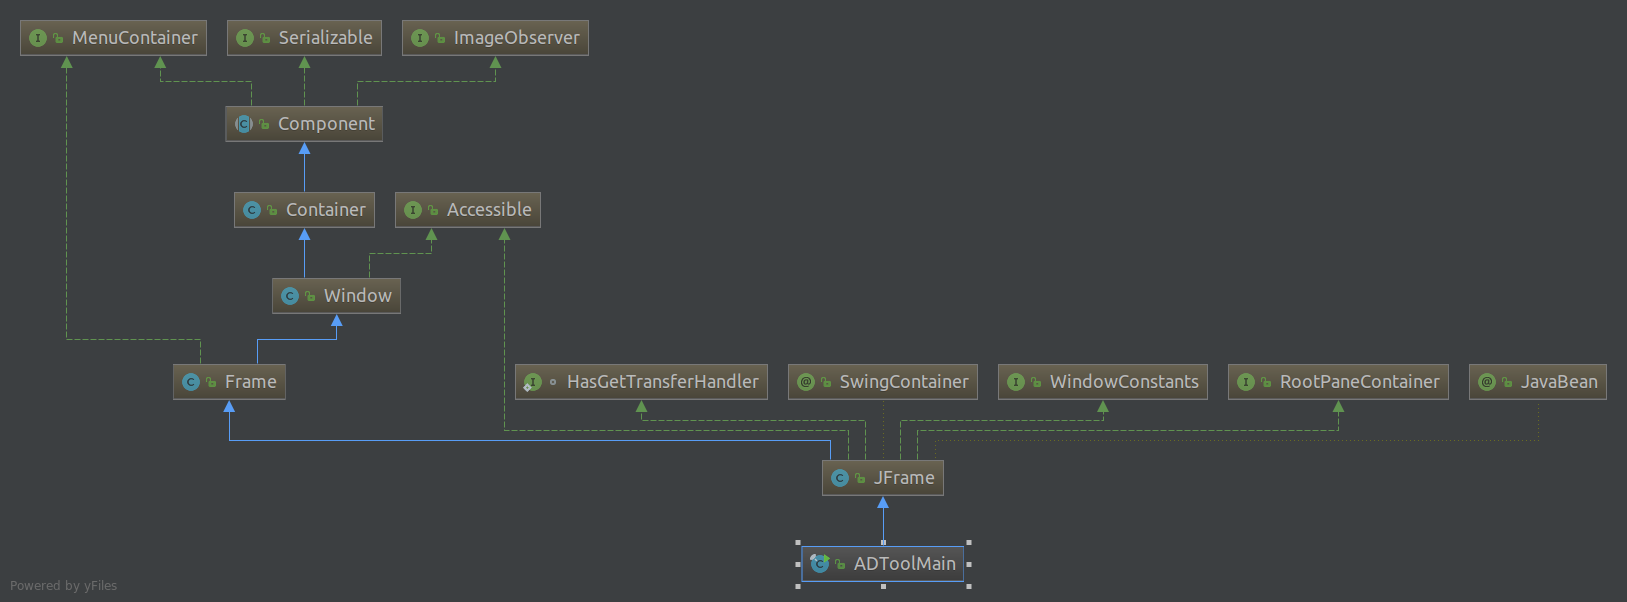 MenuContainer
Serializable
ImageObserver
Component
Container
Accessible
Window
Frame
HasGetTransferHandler
SwingContainer
WindowConstants
RootPaneContainer
JavaBean
JFrame
ADToolMain
Powered by yFiles